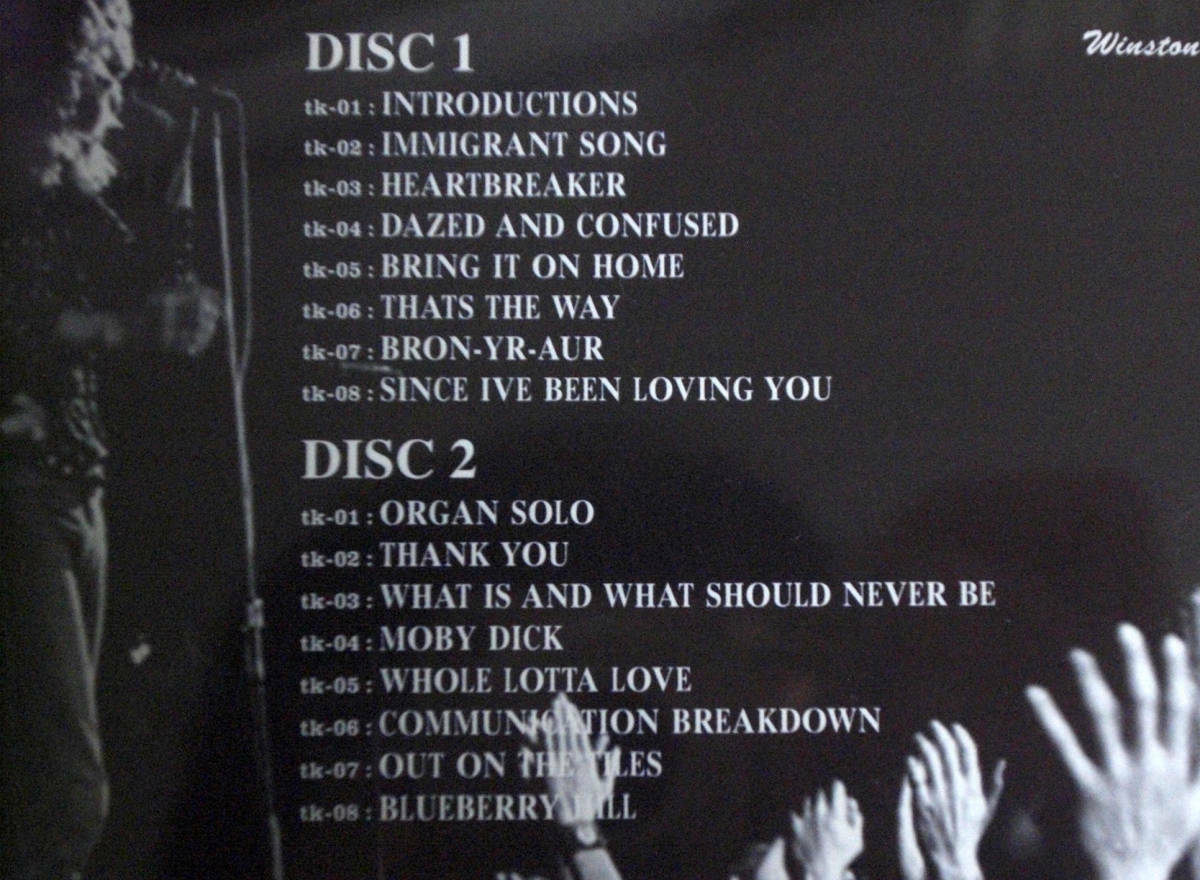 Winston
DISC 1
tk-01 : INTRODUCTIONS
tk-02 : IMMIGRANT SONG
tk-03 : HEARTBREAKER
tk-04 : DAZED AND CONFUSED
tk-05 : BRING IT ON HOME
tk-06 : THATS THE WAY
tk-07 : BRON-YR-AUR
tk-08 : SINCE IVE BEEN LOVING YOU
DISC 2
tk-01 : ORGAN SOLO
tk-02 : THANK YOU
tk-03 : WHAT IS AND WHAT SHOULD NEVER BE
tk-04 : MOBY DICK
tk-05 : WHOLE LOTTA LOVE
tk-06 : COMMUNICATION BREAKDOWN
tk-07 : OUT ON THE TILES
tk-08 : BLUEBERRY HILL